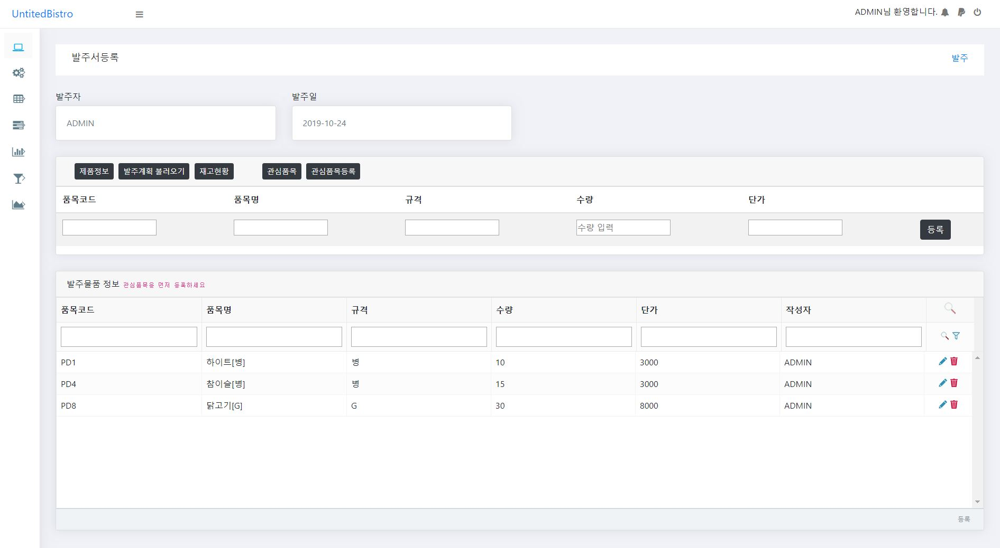 UntitedBistro
ADMIN님 환영합니다.
발주서등록
발주
발주자
발주일
ADMIN
2019-10-24
제품정보 발주계획 불러오기 재고현황 관심품목 관심품목등록
품목코드 품목명 규격 수량 단가
수량 입력
등록
발주물품 정보 관심품목을 먼저 등록하세요
품목코드 품목명 규격 수량 단가 작성자
PD1 하이트[병] 병 10 3000 ADMIN
PD4 참이슬[병] 병 15 3000 ADMIN
PD8 닭고기[G] G 30 8000 ADMIN
등록